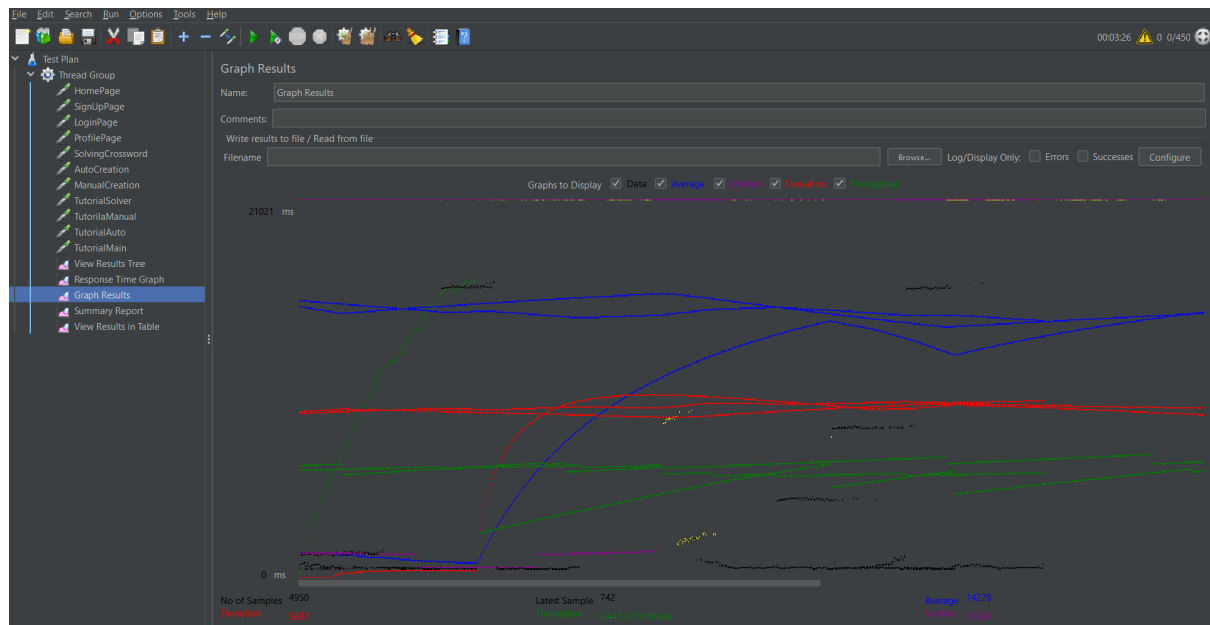 File Edit Search Run Options Tools Help
00:03:26 0 0/450
Test Plan
Thread Group
HomePage
SignUpPage
LoginPage
ProfilePage
SolvingCrossword
AutoCreation
ManualCreation
TutorialSolver
TutorilaManual
TutorialAuto
TutorialMain
View Results Tree
Response Time Graph
Graph Results
Summary Report
View Results in Table
Graph Results
Name: Graph Results
Comments:
Write results to file / Read from file
Filename Browse... Log/Display Only: Errors Successes Configure
Graphs to Display Data Average Median Deviation Throughput
21021 ms
0 ms
No of Samples 4950 Latest Sample 742 Average 14278
Deviation Throughput